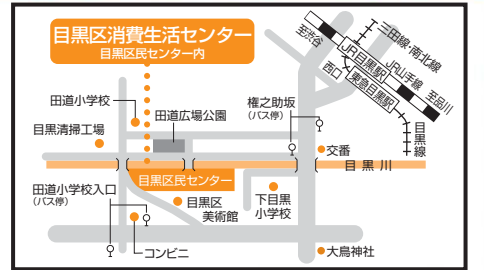 目黒区消費生活センター
目黒区民センター内
至渋谷
三田線・南北線
JR目黒駅
JR山手線
至品川
西口
東急目黒駅
目黒線
田道小学校
田道広場公園
権之助坂
(バス停)
目黒清掃工場
交番
目黒川
目黒区民センター
田道小学校入口
(バス停)
目黒区
美術館
下目黒
小学校
コンビニ
大鳥神社